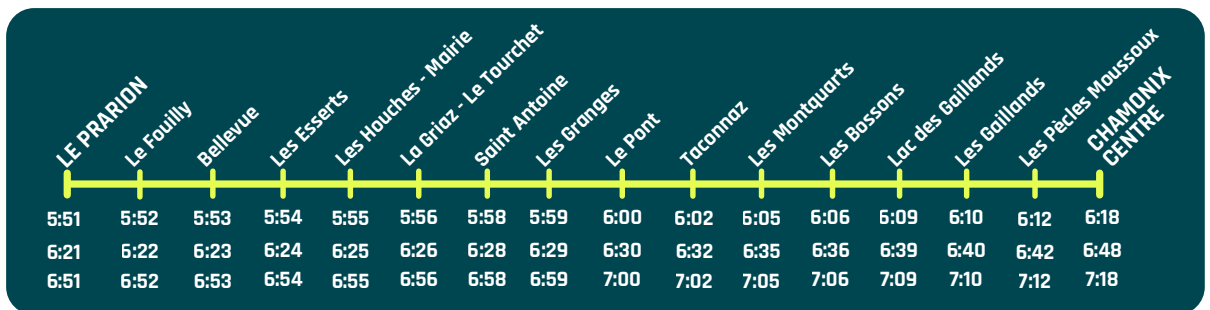 LE PRARION
Le Fouilly
Bellevue
Les Esserts
Les Houches - Mairie
La Griaz - Le Tourchet
Saint Antoine
Les Granges
Le Pont
Taconnaz
Les Montquarts
Les Bossons
Lac des Gaillands
Les Gaillands
Les Pècles Moussoux
CHAMONIX
CENTRE
5:51 5:52 5:53 5:54 5:55 5:56 5:58 5:59 6:00 6:02 6:05 6:06 6:09 6:10 6:12 6:18
6:21 6:22 6:23 6:24 6:25 6:26 6:28 6:29 6:30 6:32 6:35 6:36 6:39 6:40 6:42 6:48
6:51 6:52 6:53 6:54 6:55 6:56 6:58 6:59 7:00 7:02 7:05 7:06 7:09 7:10 7:12 7:18